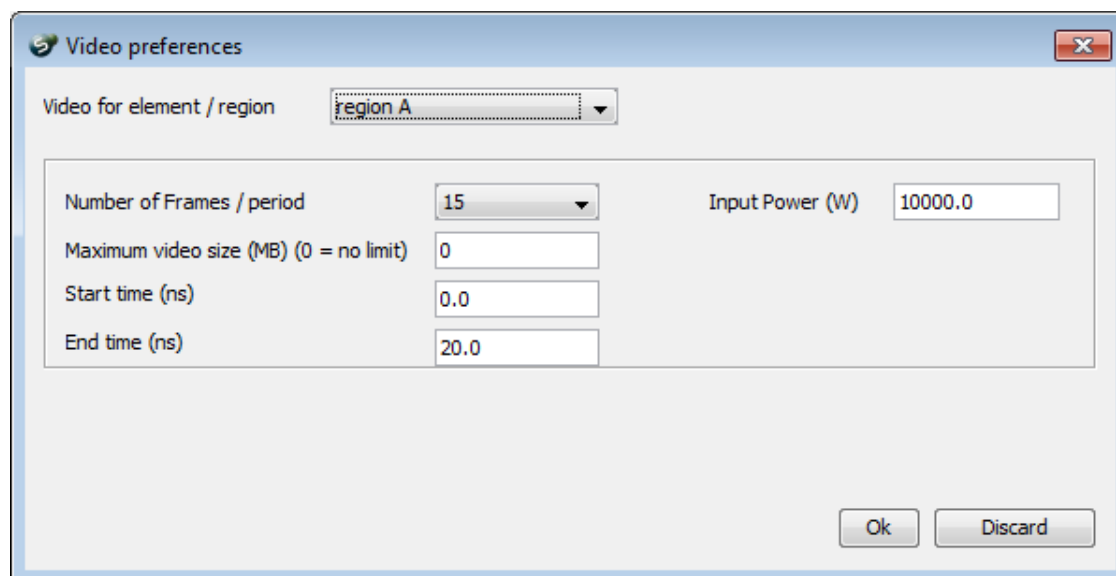 Video preferences
Video for element / region region A
Number of Frames / period 15 Input Power (W) 10000.0
Maximum video size (MB) (0 = no limit) 0
Start time (ns) 0.0
End time (ns) 20.0
Ok Discard